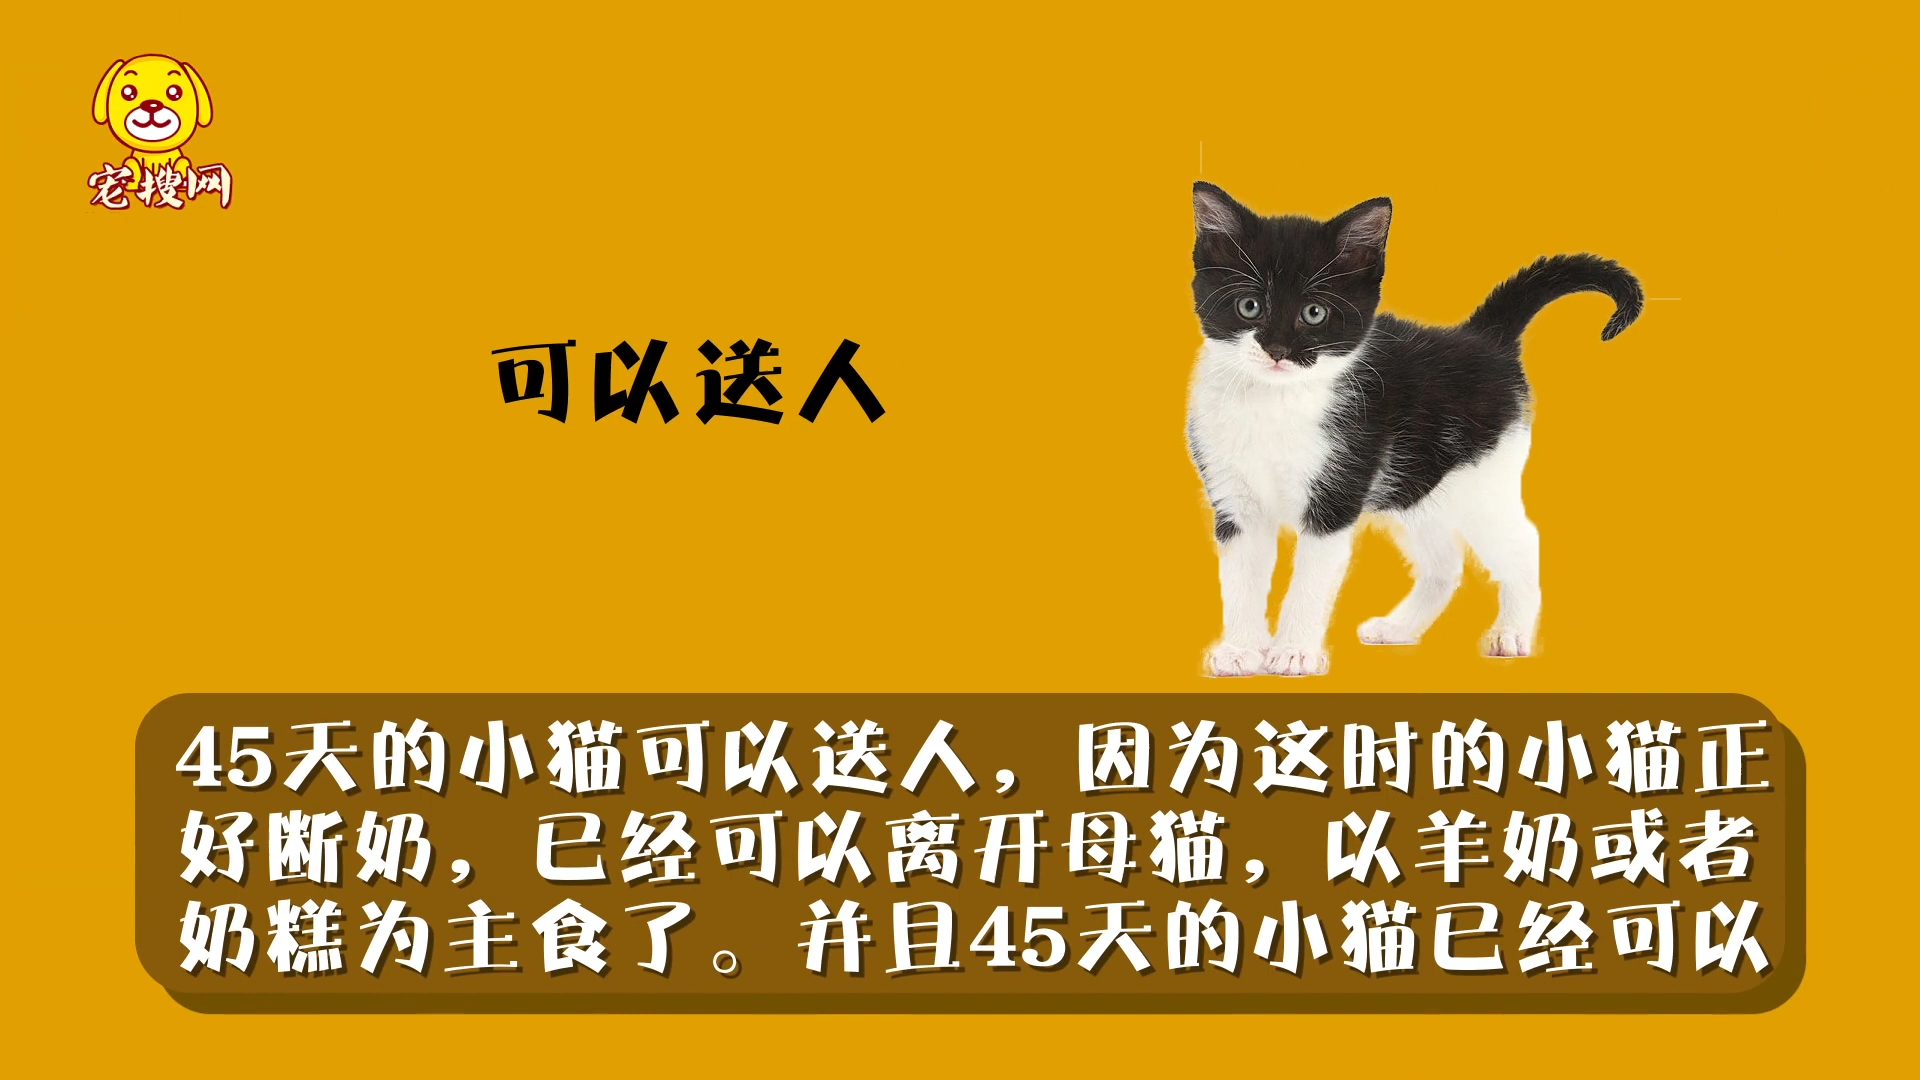 宠搜网
可以送人
45天的小猫可以送人，因为这时的小猫正
好断奶，已经可以离开母猫，以羊奶或者
奶糕为主食了。并且45天的小猫已经可以